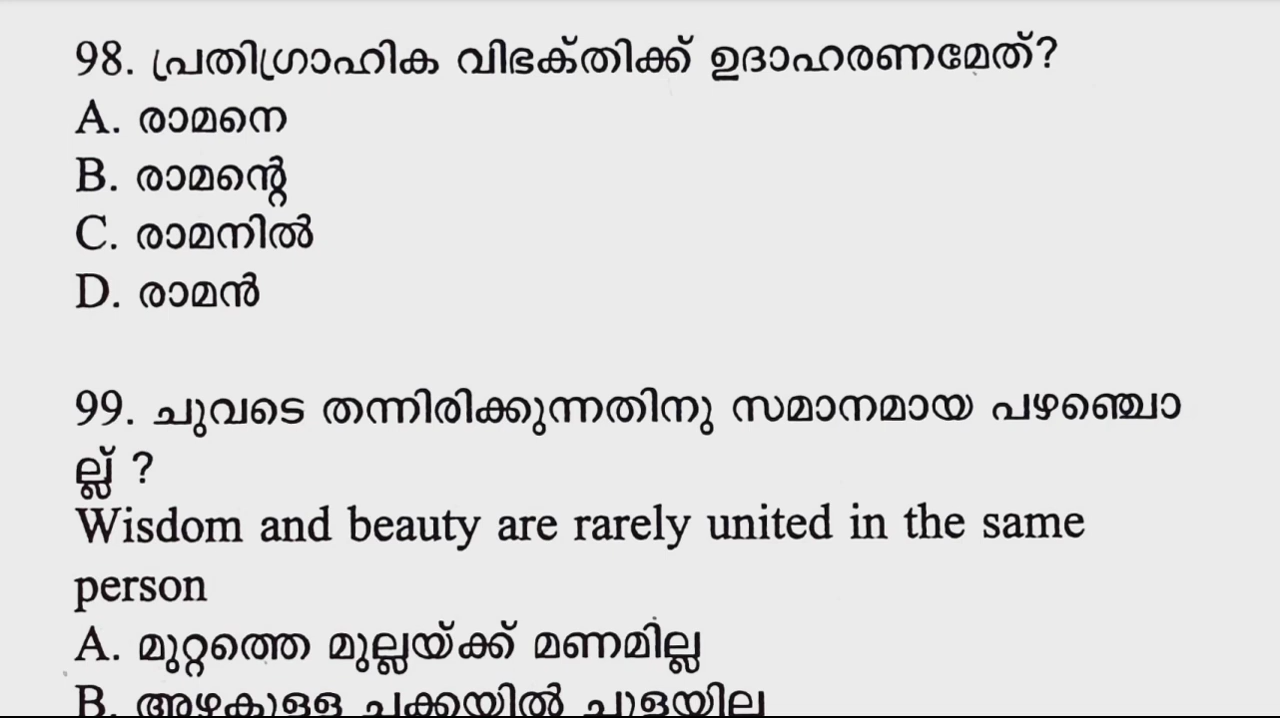 98. പ്രതിഗ്രാഹിക വിഭക്തിക്ക് ഉദാഹരണമേത്?
A. രാമനെ
B. രാമന്റെ
C. രാമനിൽ
D. രാമൻ
99. ചുവടെ തന്നിരിക്കുന്നതിനു സമാനമായ പഴഞ്ചൊ
ല്ല് ?
Wisdom and beauty are rarely united in the same
person
A. മുറ്റത്തെ മുല്ലയ്ക്ക് മണമില്ല
B. അഴകുള്ള ചക്കയിൽ ചുളയില്ല